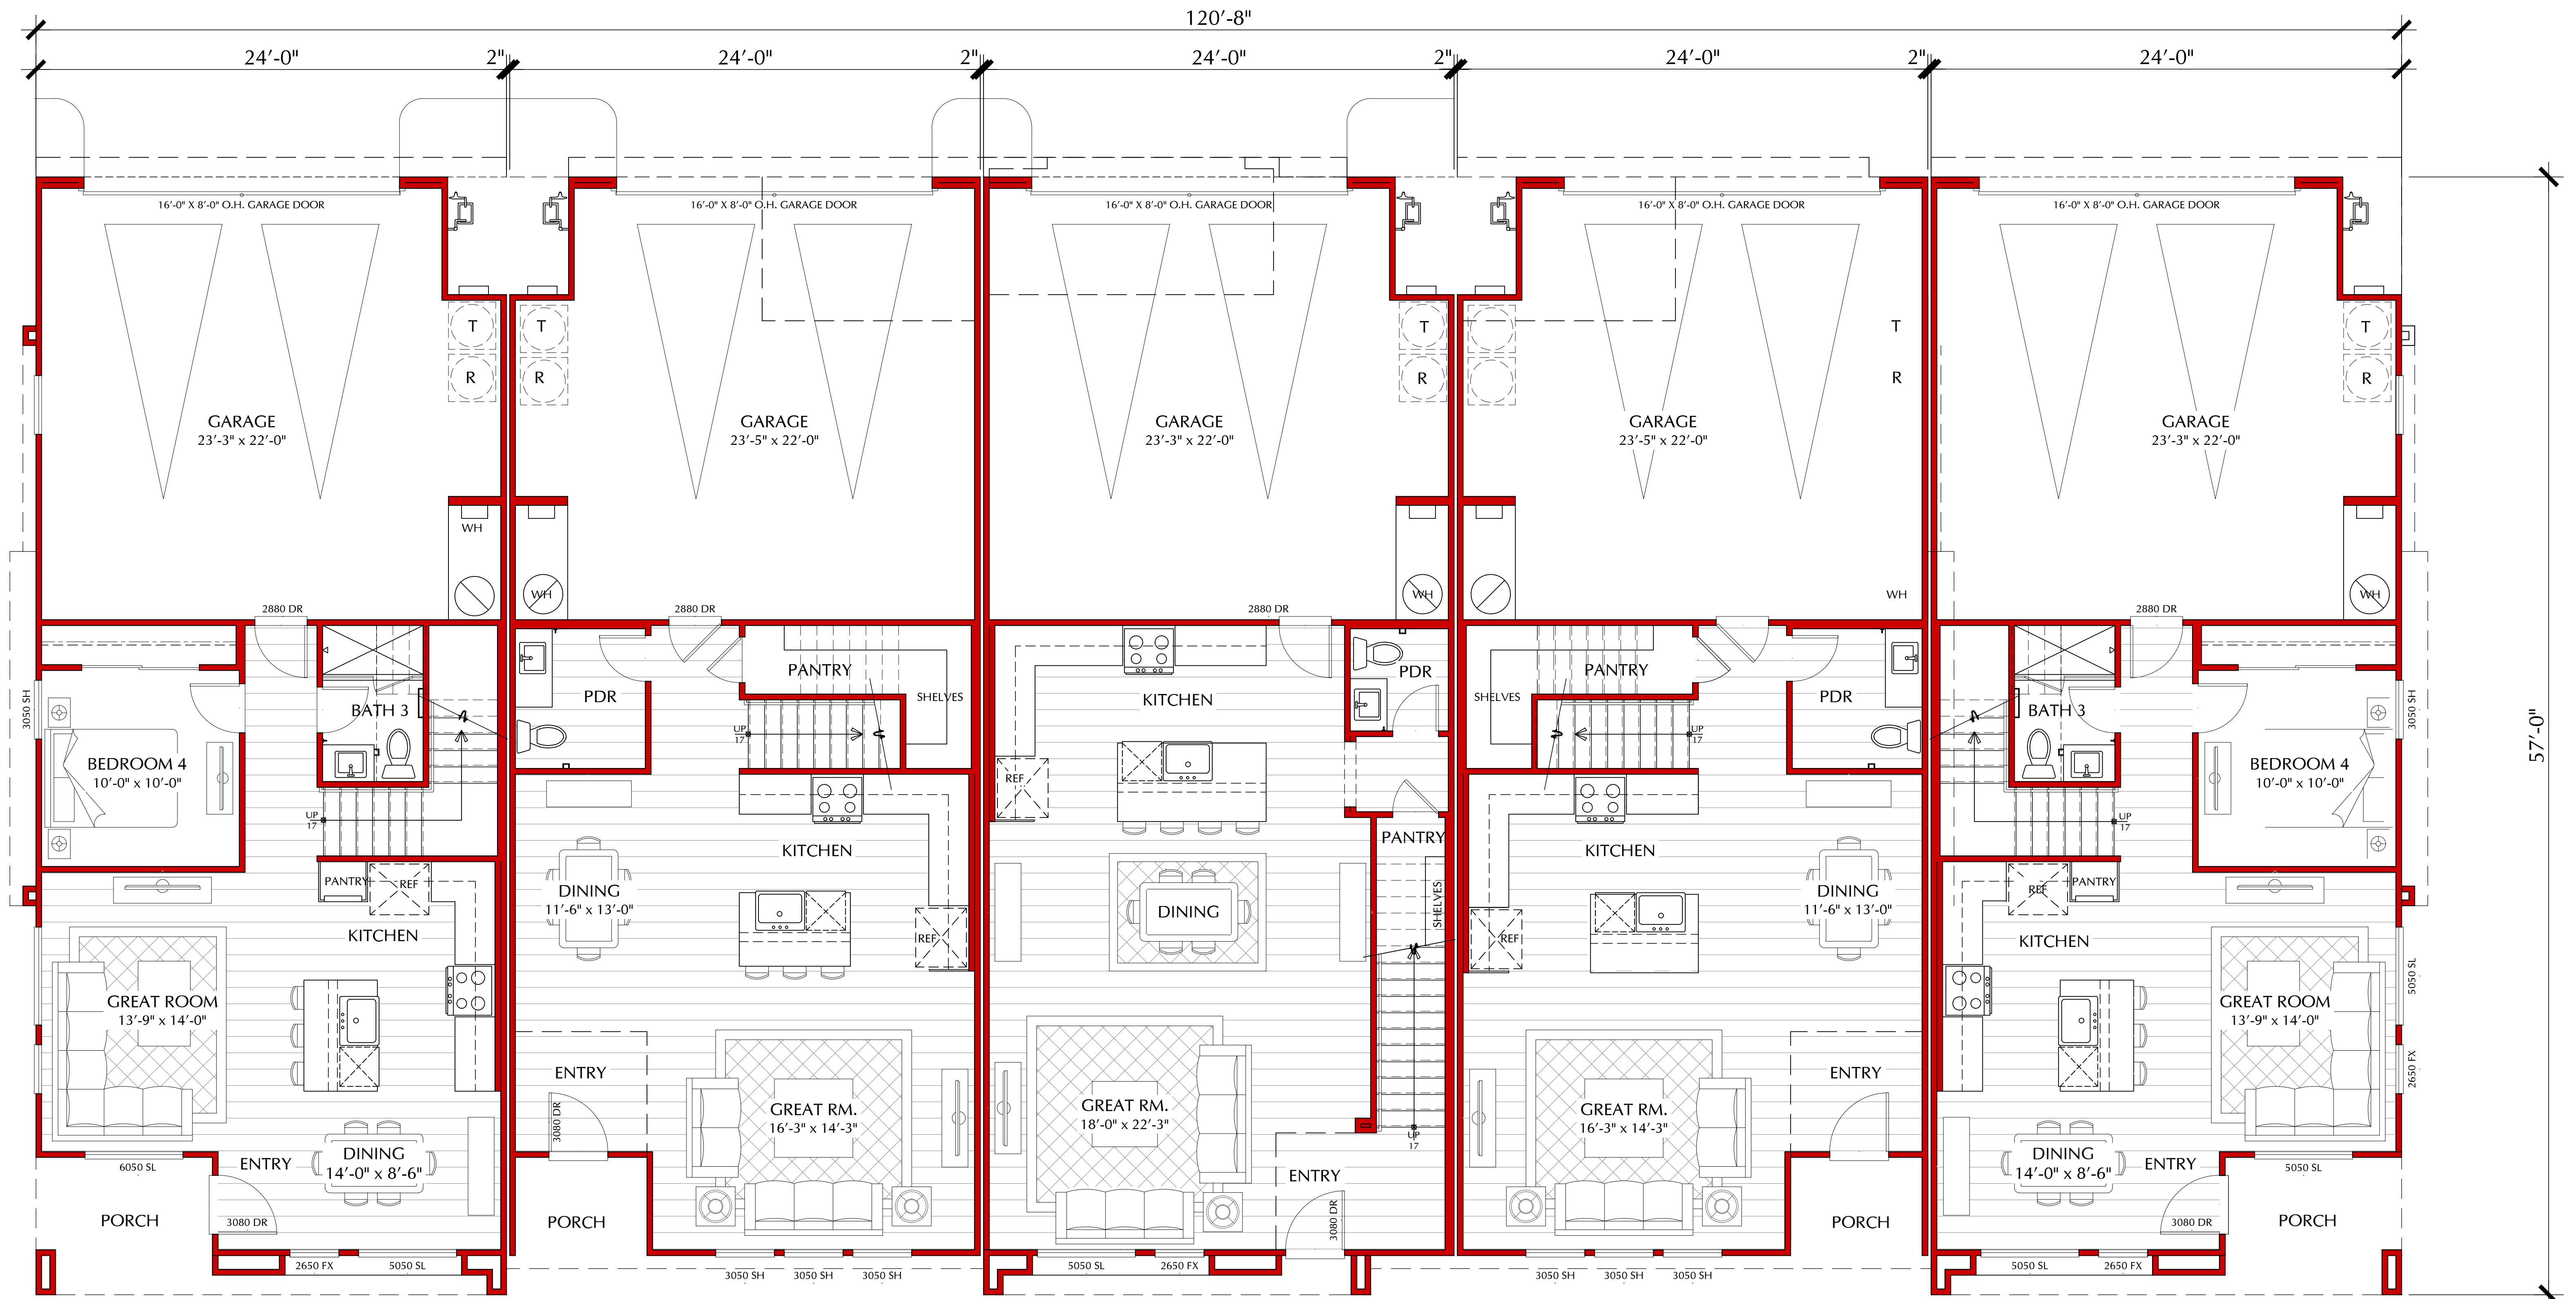 120'-8"
24'-0"
2"
24'-0"
2"
24'-0"
2"
24'-0"
2"
24'-0"
16'-0" X 8'-0" O.H. GARAGE DOOR
16'-0" X 8'-0" O.H. GARAGE DOOR
16'-0" X 8'-0" O.H. GARAGE DOOR
16'-0" X 8'-0" O.H. GARAGE DOOR
16'-0" X 8'-0" O.H. GARAGE DOOR
T
T
T
T
T
R
R
R
R
R
GARAGE
23'-3" x 22'-0"
GARAGE
23'-5" x 22'-0"
GARAGE
23'-3" x 22'-0"
GARAGE
23'-5" x 22'-0"
GARAGE
23'-3" x 22'-0"
WH
WH
WH
WH
WH
2880 DR
2880 DR
2880 DR
2880 DR
57'-0"
3050 SH
BATH 3
BEDROOM 4
10'-0" x 10'-0"
UP
17
PANTRY
REF
KITCHEN
GREAT ROOM
13'-9" x 14'-0"
6050 SL
ENTRY
DINING
14'-0" x 8'-6"
PORCH
3080 DR
2650 FX
5050 SL
PDR
PANTRY
SHELVES
UP
17
KITCHEN
DINING
11'-6" x 13'-0"
REF
ENTRY
3080 DR
GREAT RM.
16'-3" x 14'-3"
PORCH
3050 SH
3050 SH
3050 SH
KITCHEN
PDR
REF
PANTRY
SHELVES
DINING
GREAT RM.
18'-0" x 22'-3"
UP
17
ENTRY
3080 DR
5050 SL
2650 FX
PANTRY
SHELVES
PDR
UP
17
KITCHEN
DINING
11'-6" x 13'-0"
REF
ENTRY
GREAT RM.
16'-3" x 14'-3"
PORCH
3050 SH
3050 SH
3050 SH
BATH 3
3050 SH
BEDROOM 4
10'-0" x 10'-0"
UP
17
REF
PANTRY
KITCHEN
5050 SL
GREAT ROOM
13'-9" x 14'-0"
2650 FX
DINING
14'-0" x 8'-6"
ENTRY
5050 SL
3080 DR
PORCH
5050 SL
2650 FX